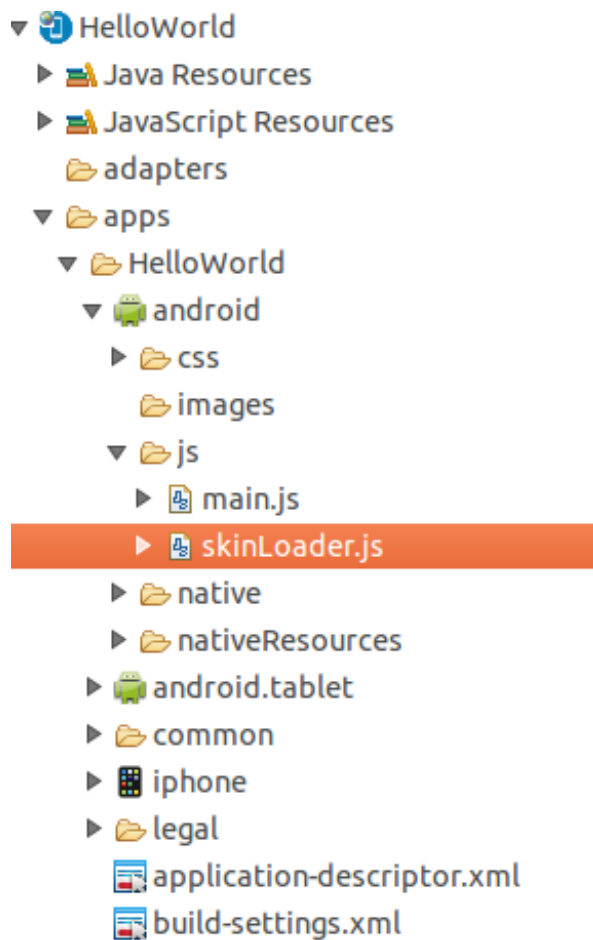 HelloWorld
Java Resources
JavaScript Resources
adapters
apps
HelloWorld
android
css
images
js
main.js
skinLoader.js
native
nativeResources
android.tablet
common
iphone
legal
application-descriptor.xml
build-settings.xml